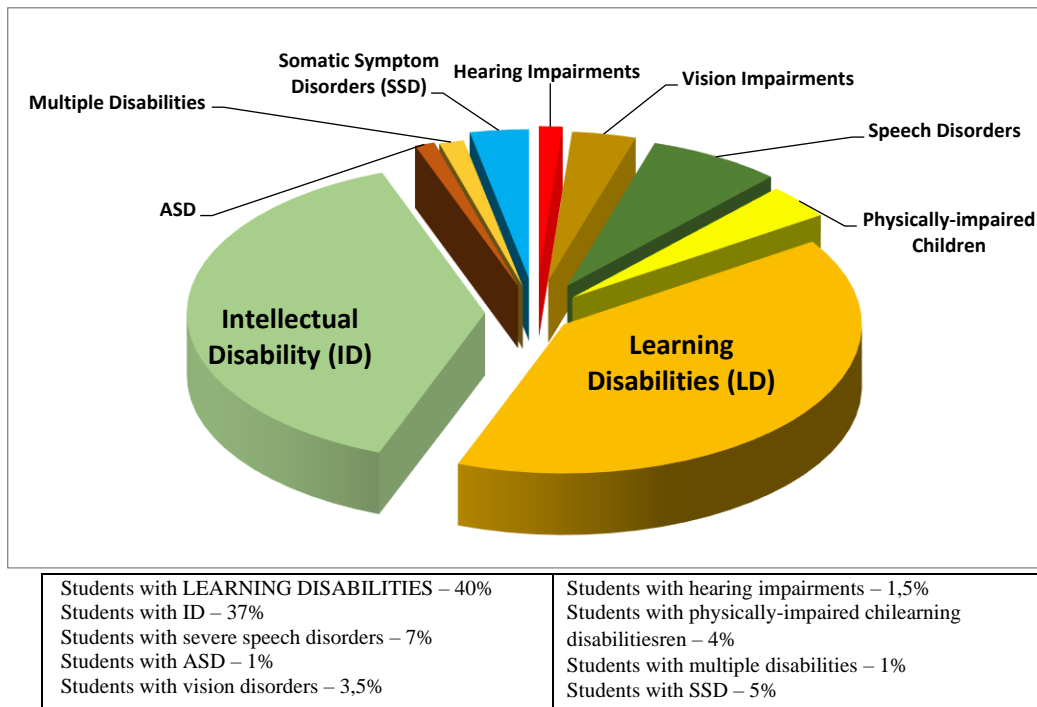 Somatic Symptom
Disorders (SSD)
Hearing Impairments
Vision Impairments
Multiple Disabilities
Speech Disorders
ASD
Physically-impaired
Children
Intellectual
Disability (ID)
Learning
Disabilities (LD)
Students with LEARNING DISABILITIES – 40%
Students with ID – 37%
Students with severe speech disorders – 7%
Students with ASD – 1%
Students with vision disorders – 3,5%
Students with hearing impairments – 1,5%
Students with physically-impaired chilearning
disabilitiesren – 4%
Students with multiple disabilities – 1%
Students with SSD – 5%